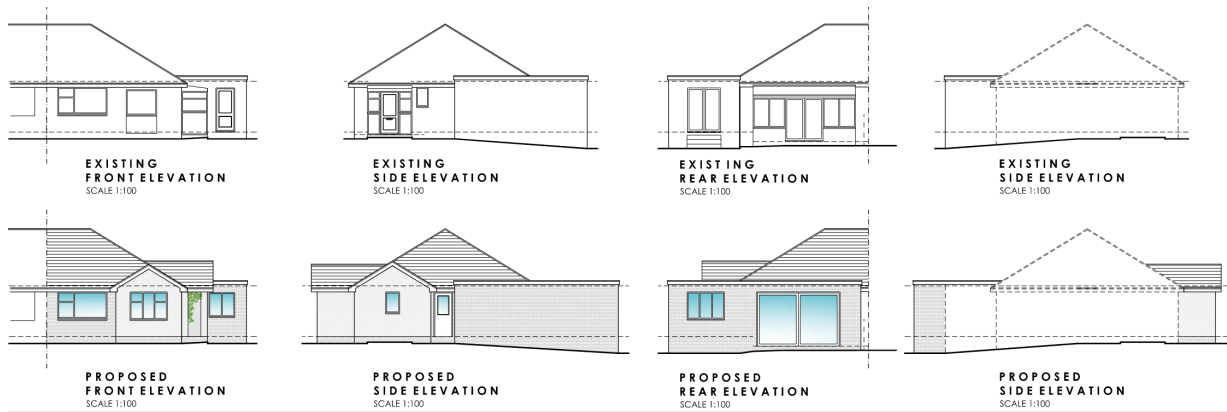 EXISTING
FRONT ELEVATION
SCALE 1:100
EXISTING
SIDE ELEVATION
SCALE 1:100
EXISTING
REAR ELEVATION
SCALE 1:100
EXISTING
SIDE ELEVATION
SCALE 1:100
PROPOSED
FRONT ELEVATION
SCALE 1:100
PROPOSED
SIDE ELEVATION
SCALE 1:100
PROPOSED
REAR ELEVATION
SCALE 1:100
PROPOSED
SIDE ELEVATION
SCALE 1:100